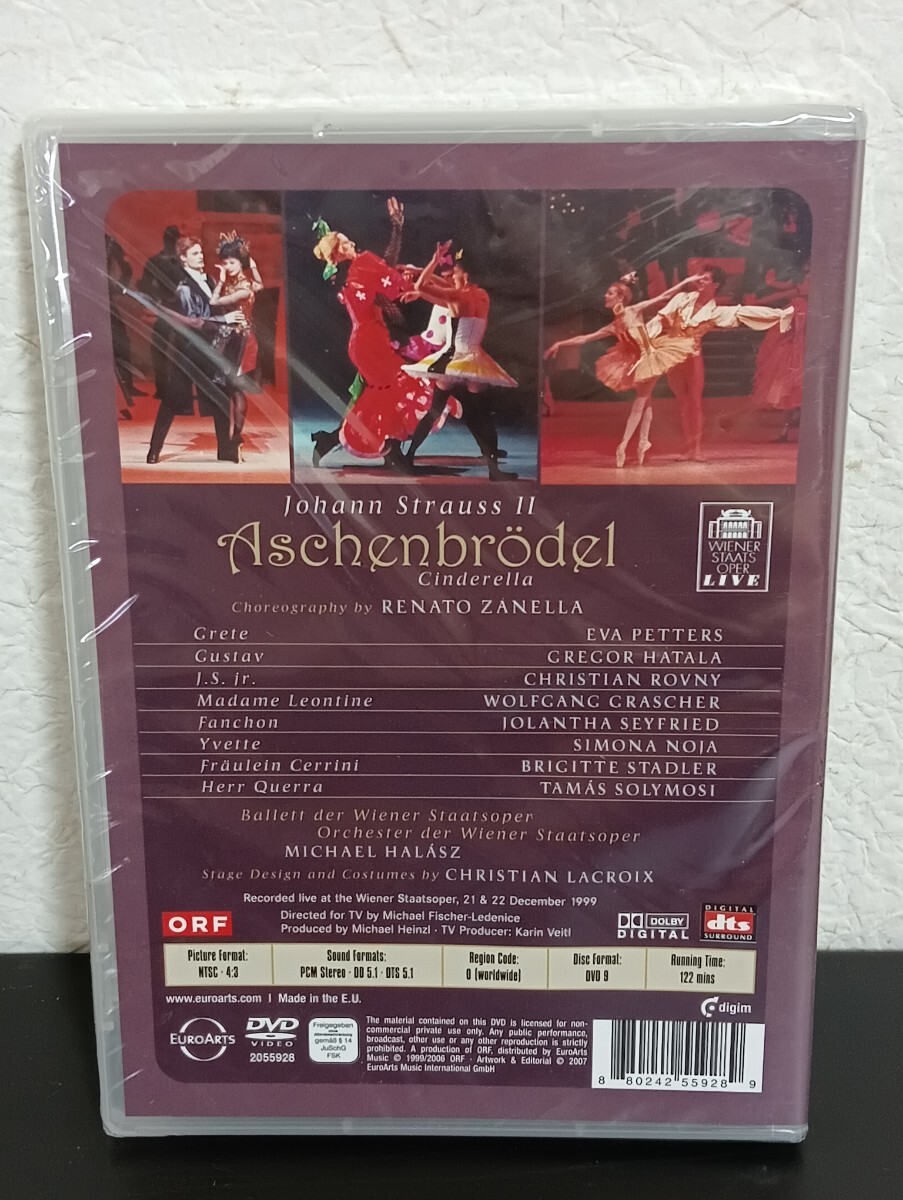 Johann Strauss II
Aschenbrödel
Cinderella
WIENER
STAATS
OPER
LIVE
Choreography by RENATO ZANELLA
Grete EVA PETTERS
Gustav GREGOR HATALA
J.S. jr. CHRISTIAN ROVNY
Madame Leontine WOLFGANG GRASCHER
Fanchon JOLANTHA SEYFRIED
Yvette SIMONA NOJA
Fräulein Cerrini BRIGITTE STADLER
Herr Querra TAMÁS SOLYMOSI
Ballett der Wiener Staatsoper
Orchester der Wiener Staatsoper
MICHAEL HALÁSZ
Stage Design and Costumes by CHRISTIAN LACROIX
Recorded live at the Wiener Staatsoper, 21 & 22 December 1999
Directed for TV by Michael Fischer-Ledenice
Produced by Michael Heinzl · TV Producer: Karin Veitl
ORF
DOLBY
DIGITAL
DIGITAL
dts
SURROUND
Picture Format: Sound Formats: Region Code: Disc Format: Running Time:
NTSC · 4:3 PCM Stereo · DD 5.1 · DTS 5.1 0 (worldwide) DVD 9 122 mins
www.euroarts.com | Made in the E.U.
digim
EUROARTS
DVD
VIDEO
2055928
Freigegeben
ohne
Altersbeschränkung
gemäß § 14
JuSchG
FSK
The material contained on this DVD is licensed for non-
commercial private use only. Any public performance,
broadcast, other use or any other reproduction is strictly
prohibited. A production of ORF, distributed by EuroArts
Music © 1999/2006 ORF · Artwork & Editorial © 2007
EuroArts Music International GmbH
8 80242 55928 9